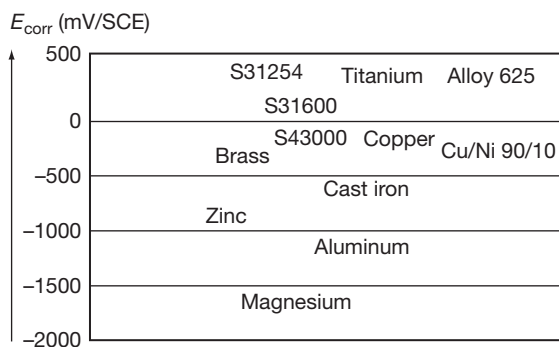 E_corr (mV/SCE)
500
S31254 Titanium Alloy 625
S31600
0
S43000 Copper Cu/Ni 90/10
Brass
−500
Cast iron
Zinc
−1000
Aluminum
−1500
Magnesium
−2000